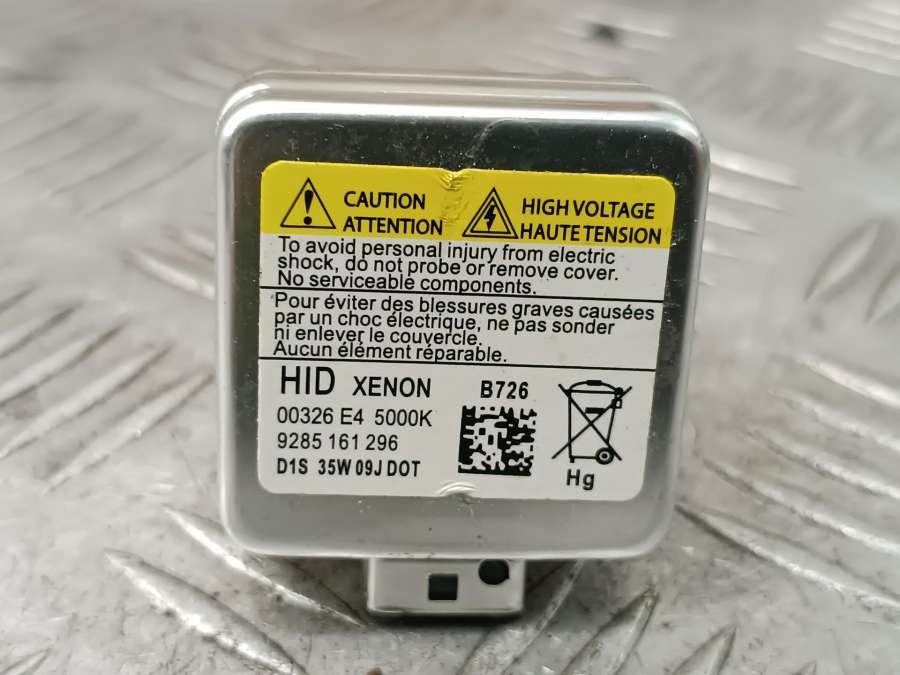 CAUTION
ATTENTION
HIGH VOLTAGE
HAUTE TENSION
To avoid personal injury from electric
shock, do not probe or remove cover.
No serviceable components.
Pour éviter des blessures graves causées
par un choc électrique, ne pas sonder
ni enlever le couvercle.
Aucun élément réparable.
HID XENON
B726
00326 E4 5000K
9285 161 296
D1S 35W 09J DOT
Hg